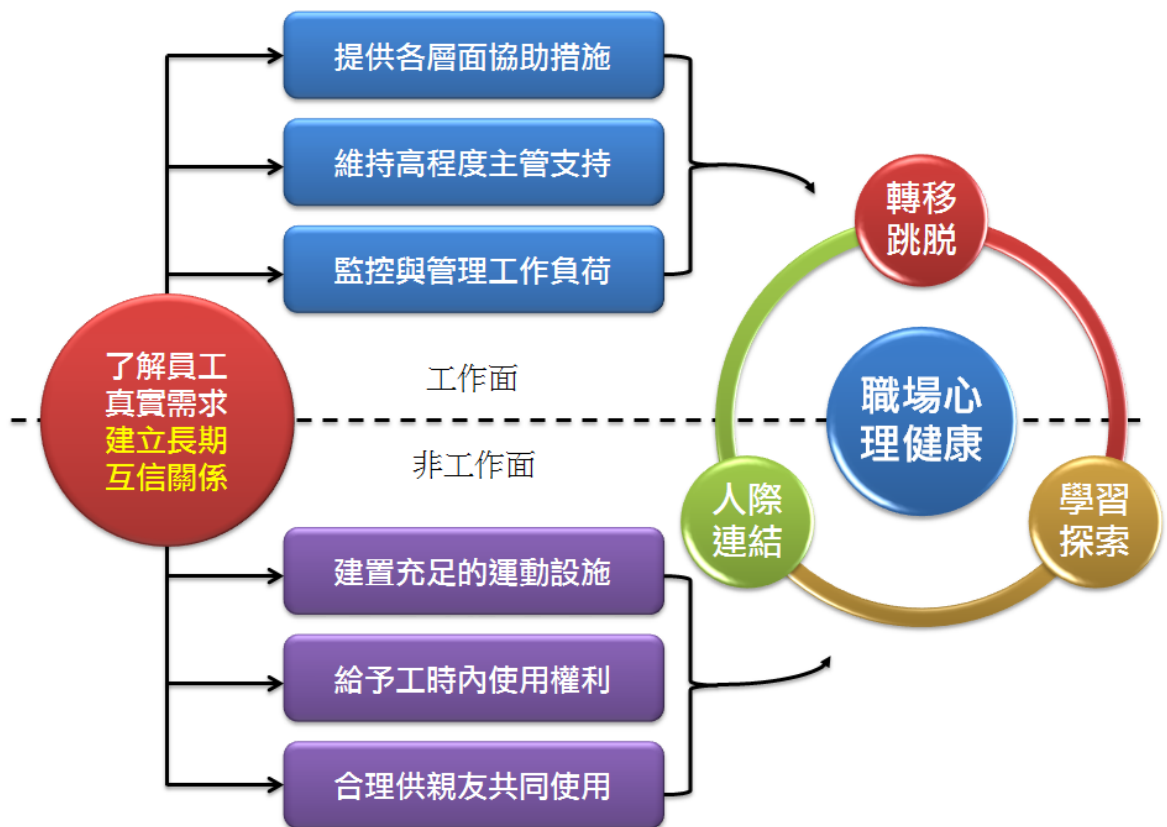 提供各層面協助措施
維持高程度主管支持
監控與管理工作負荷
了解員工
真實需求
建立長期
互信關係
工作面
非工作面
建置充足的運動設施
給予工時內使用權利
合理供親友共同使用
轉移
跳脱
職場心
理健康
人際
連結
學習
探索